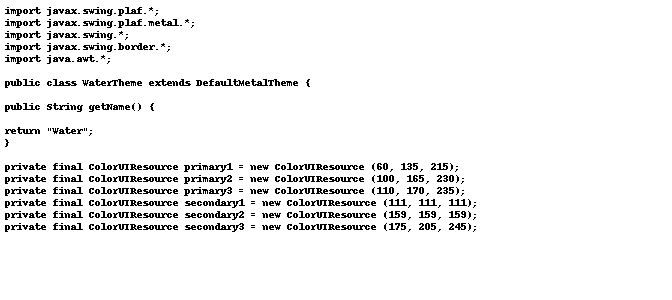 import javax.swing.plaf.*;
import javax.swing.plaf.metal.*;
import javax.swing.*;
import javax.swing.border.*;
import java.awt.*;

public class WaterTheme extends DefaultMetalTheme {

public String getName() {

return "Water";
}

private final ColorUIResource primary1 = new ColorUIResource (60, 135, 215);
private final ColorUIResource primary2 = new ColorUIResource (100, 165, 230);
private final ColorUIResource primary3 = new ColorUIResource (110, 170, 235);
private final ColorUIResource secondary1 = new ColorUIResource (111, 111, 111);
private final ColorUIResource secondary2 = new ColorUIResource (159, 159, 159);
private final ColorUIResource secondary3 = new ColorUIResource (175, 205, 245);